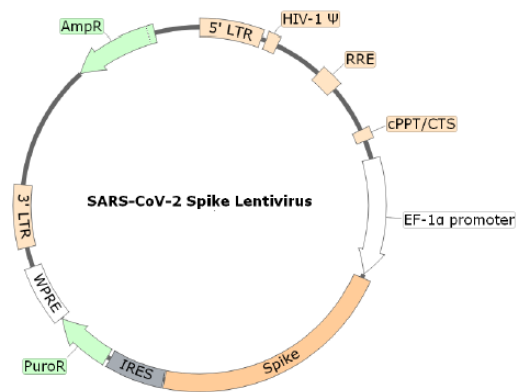 AmpR
5' LTR
HIV-1 Ψ
RRE
cPPT/CTS
SARS-CoV-2 Spike Lentivirus
EF-1α promoter
3' LTR
WPRE
PuroR
IRES
Spike